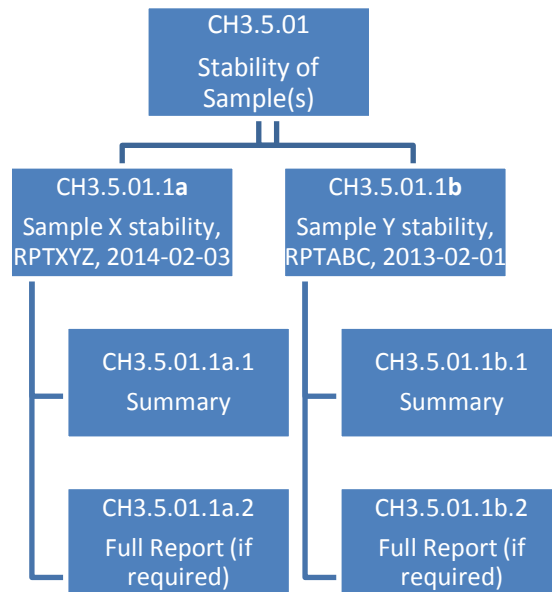 CH3.5.01
Stability of
Sample(s)
CH3.5.01.1a
Sample X stability,
RPTXYZ, 2014-02-03
CH3.5.01.1b
Sample Y stability,
RPTABC, 2013-02-01
CH3.5.01.1a.1
Summary
CH3.5.01.1b.1
Summary
CH3.5.01.1a.2
Full Report (if
required)
CH3.5.01.1b.2
Full Report (if
required)